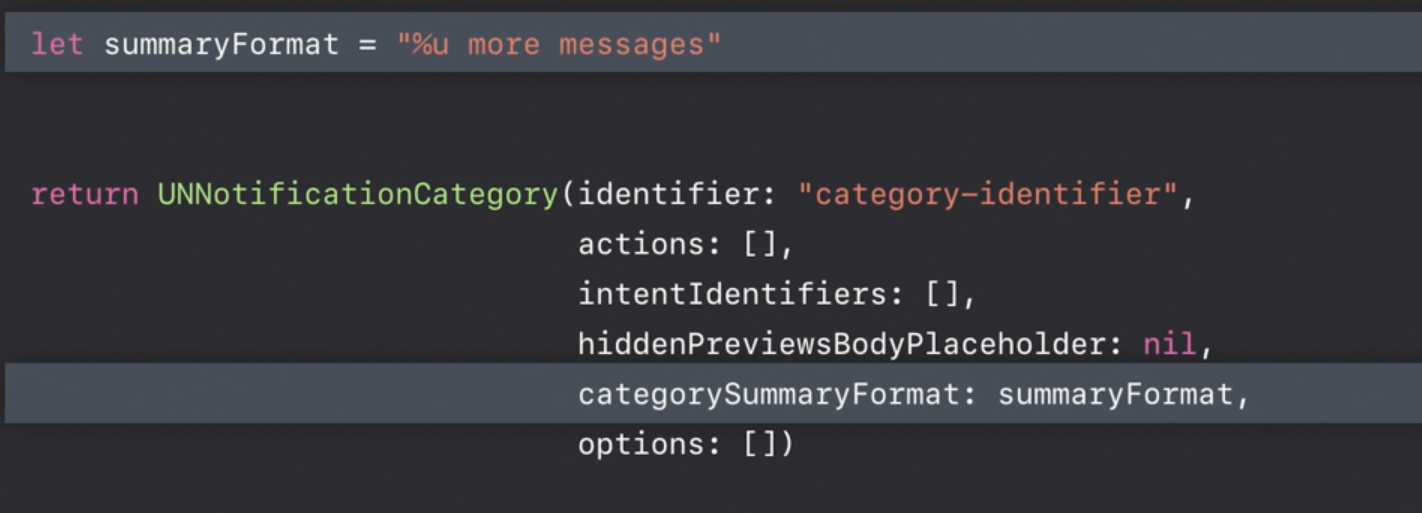 let summaryFormat = "%u more messages"
return UNNotificationCategory(identifier: "category-identifier",
actions: [],
intentIdentifiers: [],
hiddenPreviewsBodyPlaceholder: nil,
categorySummaryFormat: summaryFormat,
options: [])